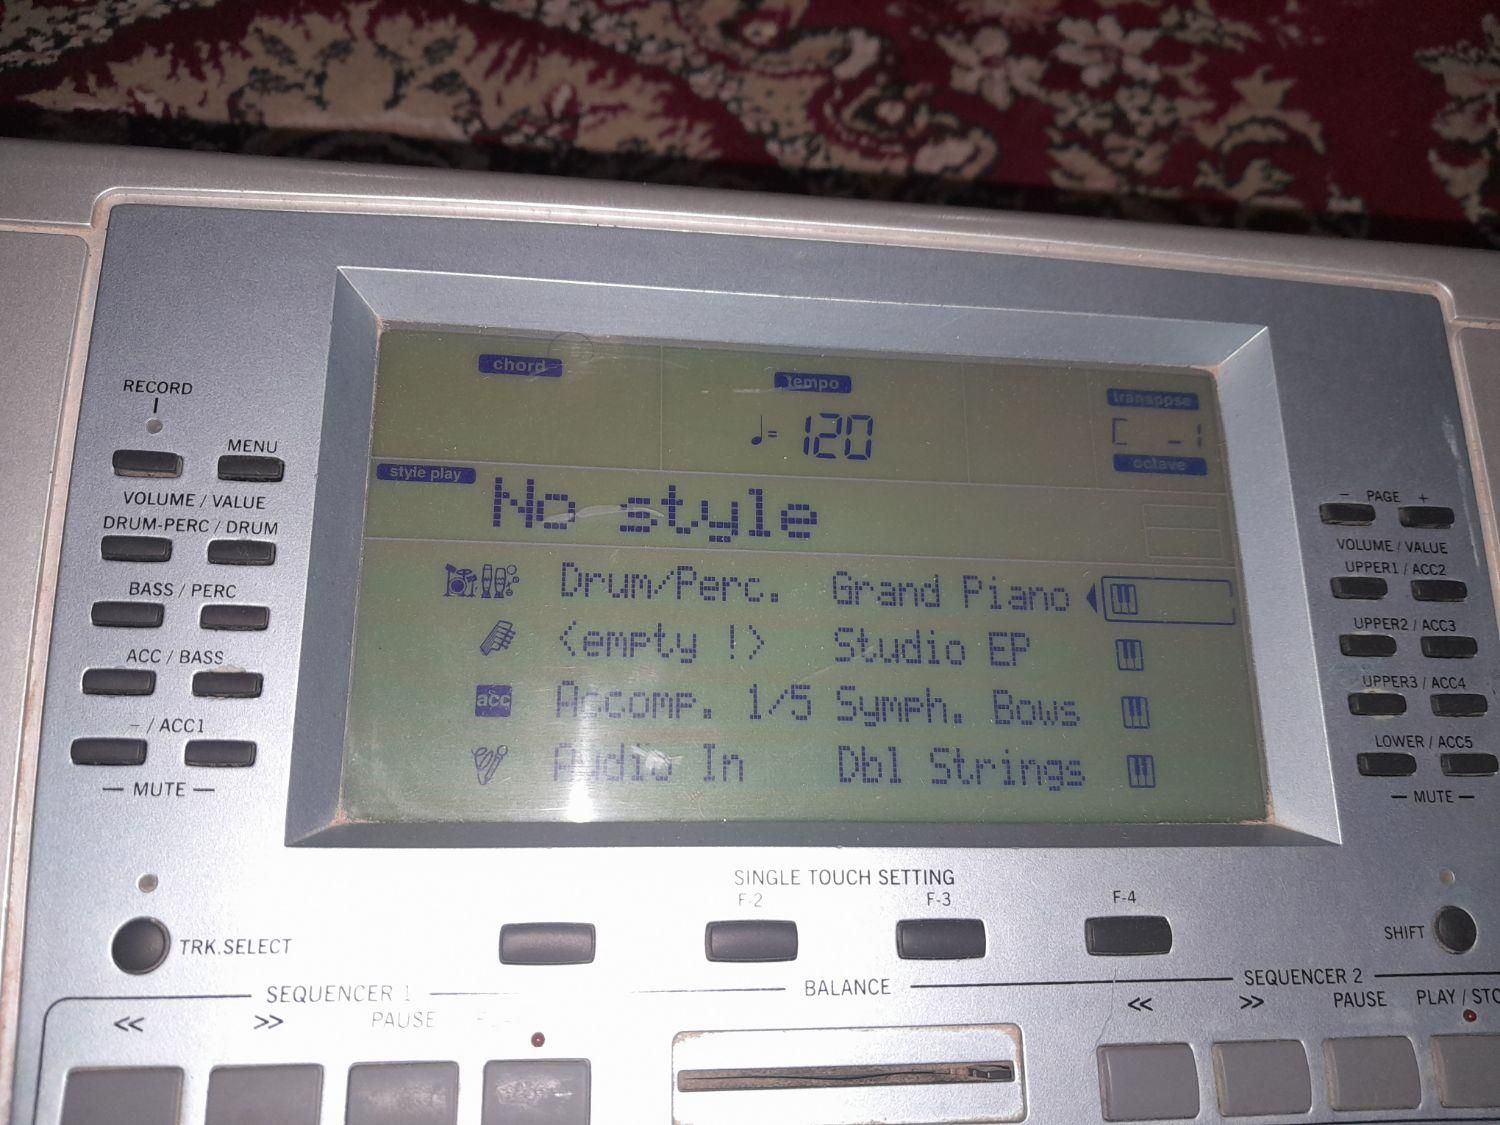 RECORD
MENU
VOLUME / VALUE
DRUM-PERC / DRUM
BASS / PERC
ACC / BASS
– / ACC1
— MUTE —
TRK.SELECT
chord
tempo
♩= 120
transpose
octave
style play
No style
Drum/Perc. Grand Piano
<empty !> Studio EP
acc Accomp. 1/5 Symph. Bows
Audio In Dbl Strings
– PAGE +
VOLUME / VALUE
UPPER1 / ACC2
UPPER2 / ACC3
UPPER3 / ACC4
LOWER / ACC5
— MUTE —
SHIFT
SINGLE TOUCH SETTING
F-2 F-3 F-4
BALANCE
SEQUENCER 1
<< >> PAUSE
SEQUENCER 2
<< >> PAUSE PLAY / STO